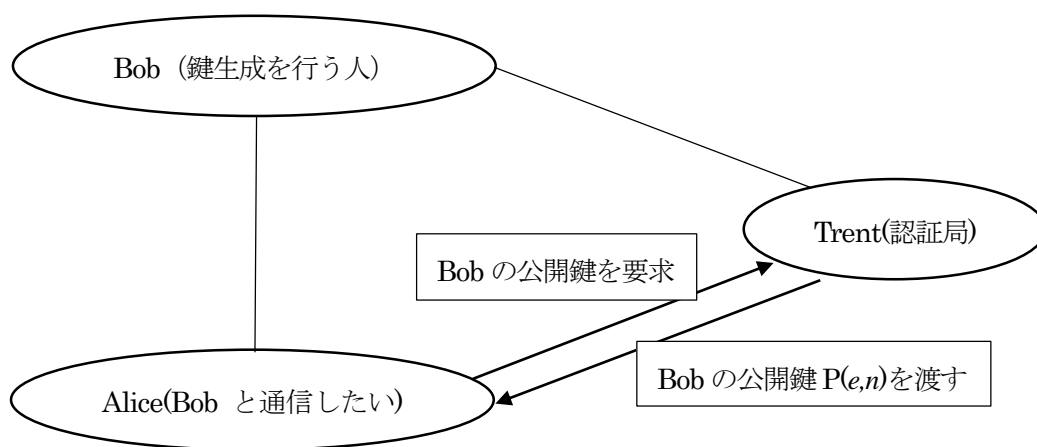 Bob（鍵生成を行う人）
Trent(認証局)
Bob の公開鍵を要求
Bob の公開鍵 P(e,n)を渡す
Alice(Bob と通信したい)